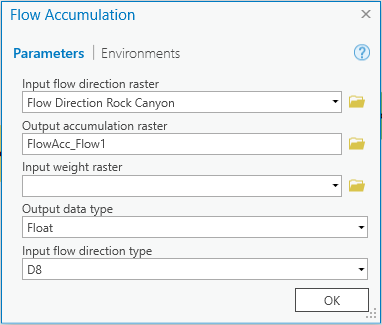 Flow Accumulation
Parameters | Environments
Input flow direction raster
Flow Direction Rock Canyon
Output accumulation raster
FlowAcc_Flow1
Input weight raster
Output data type
Float
Input flow direction type
D8
OK